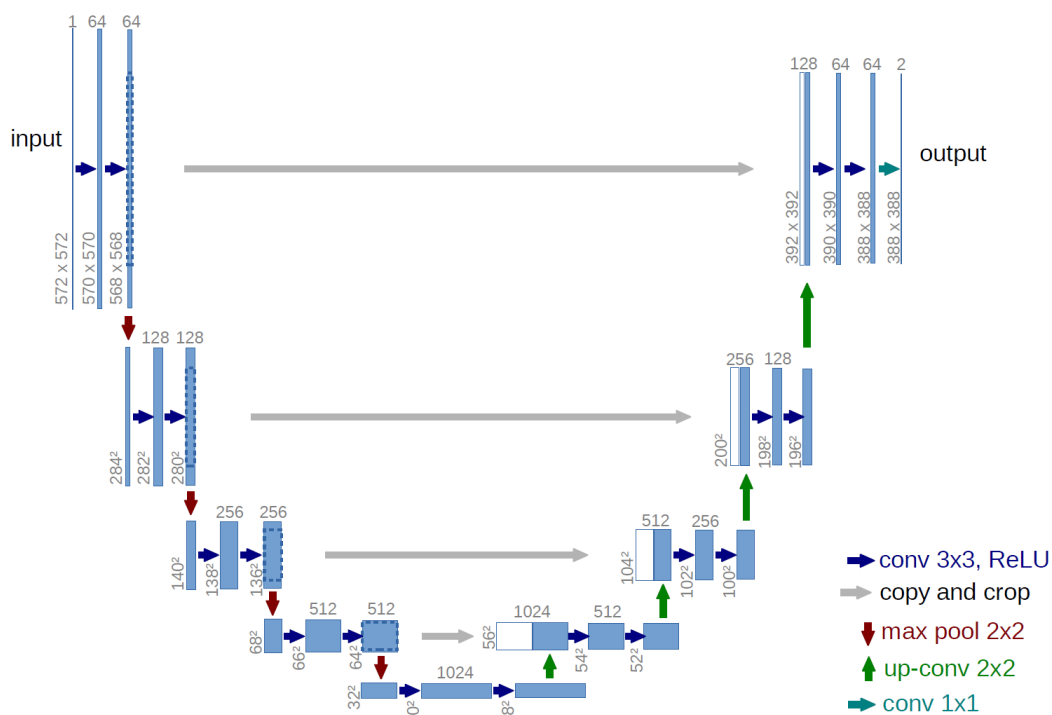 1 64 64
128 64 64 2
input
output
572 x 572
570 x 570
568 x 568
392 x 392
390 x 390
388 x 388
388 x 388
128 128
256 128
284²
282²
280²
200²
198²
196²
256 256
512 256
140²
138²
136²
104²
102²
100²
512 512
1024 512
68²
66²
64²
56²
54²
52²
1024
32²
0²
8²
conv 3x3, ReLU
copy and crop
max pool 2x2
up-conv 2x2
conv 1x1